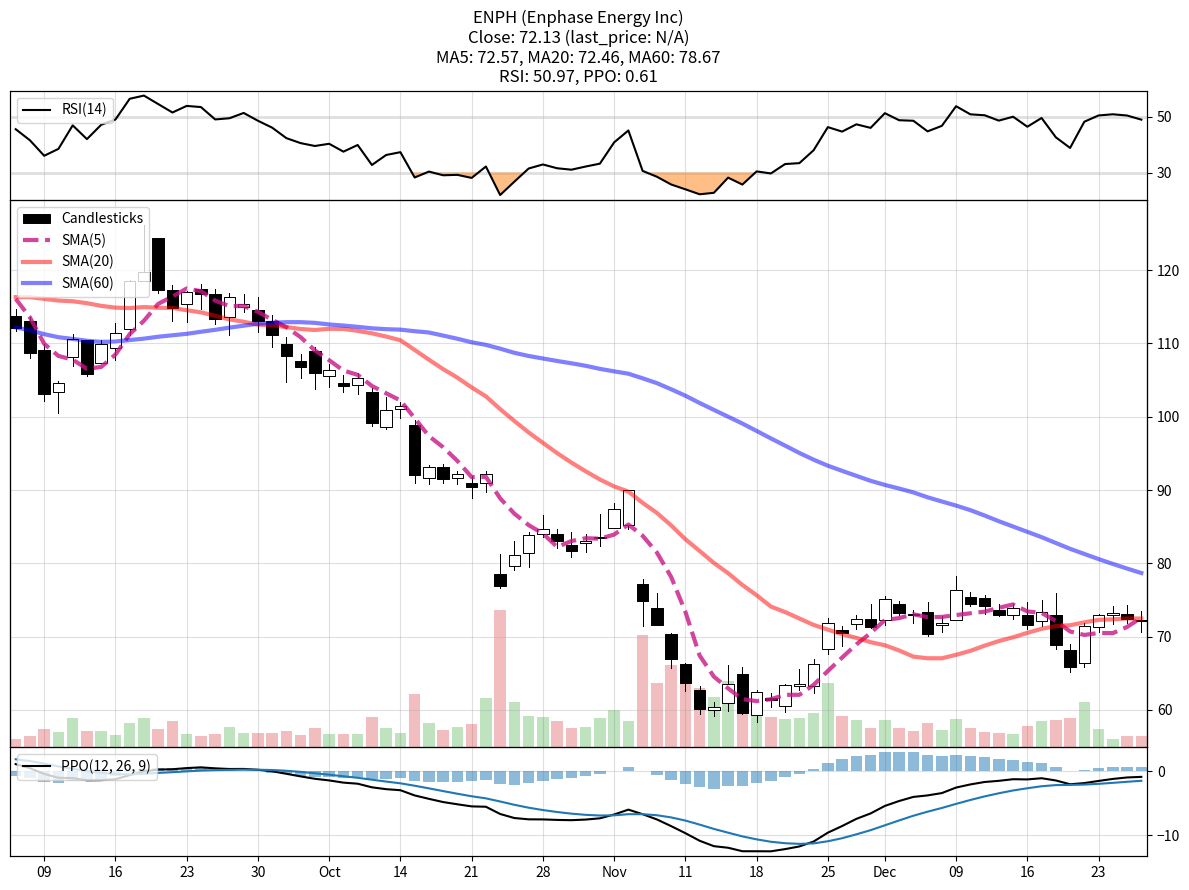 ENPH (Enphase Energy Inc)
Close: 72.13 (last_price: N/A)
MA5: 72.57, MA20: 72.46, MA60: 78.67
RSI: 50.97, PPO: 0.61
RSI(14)
50
30
Candlesticks
SMA(5)
SMA(20)
SMA(60)
120
110
100
90
80
70
60
PPO(12, 26, 9)
0
−10
09 16 23 30 Oct 14 21 28 Nov 11 18 25 Dec 09 16 23